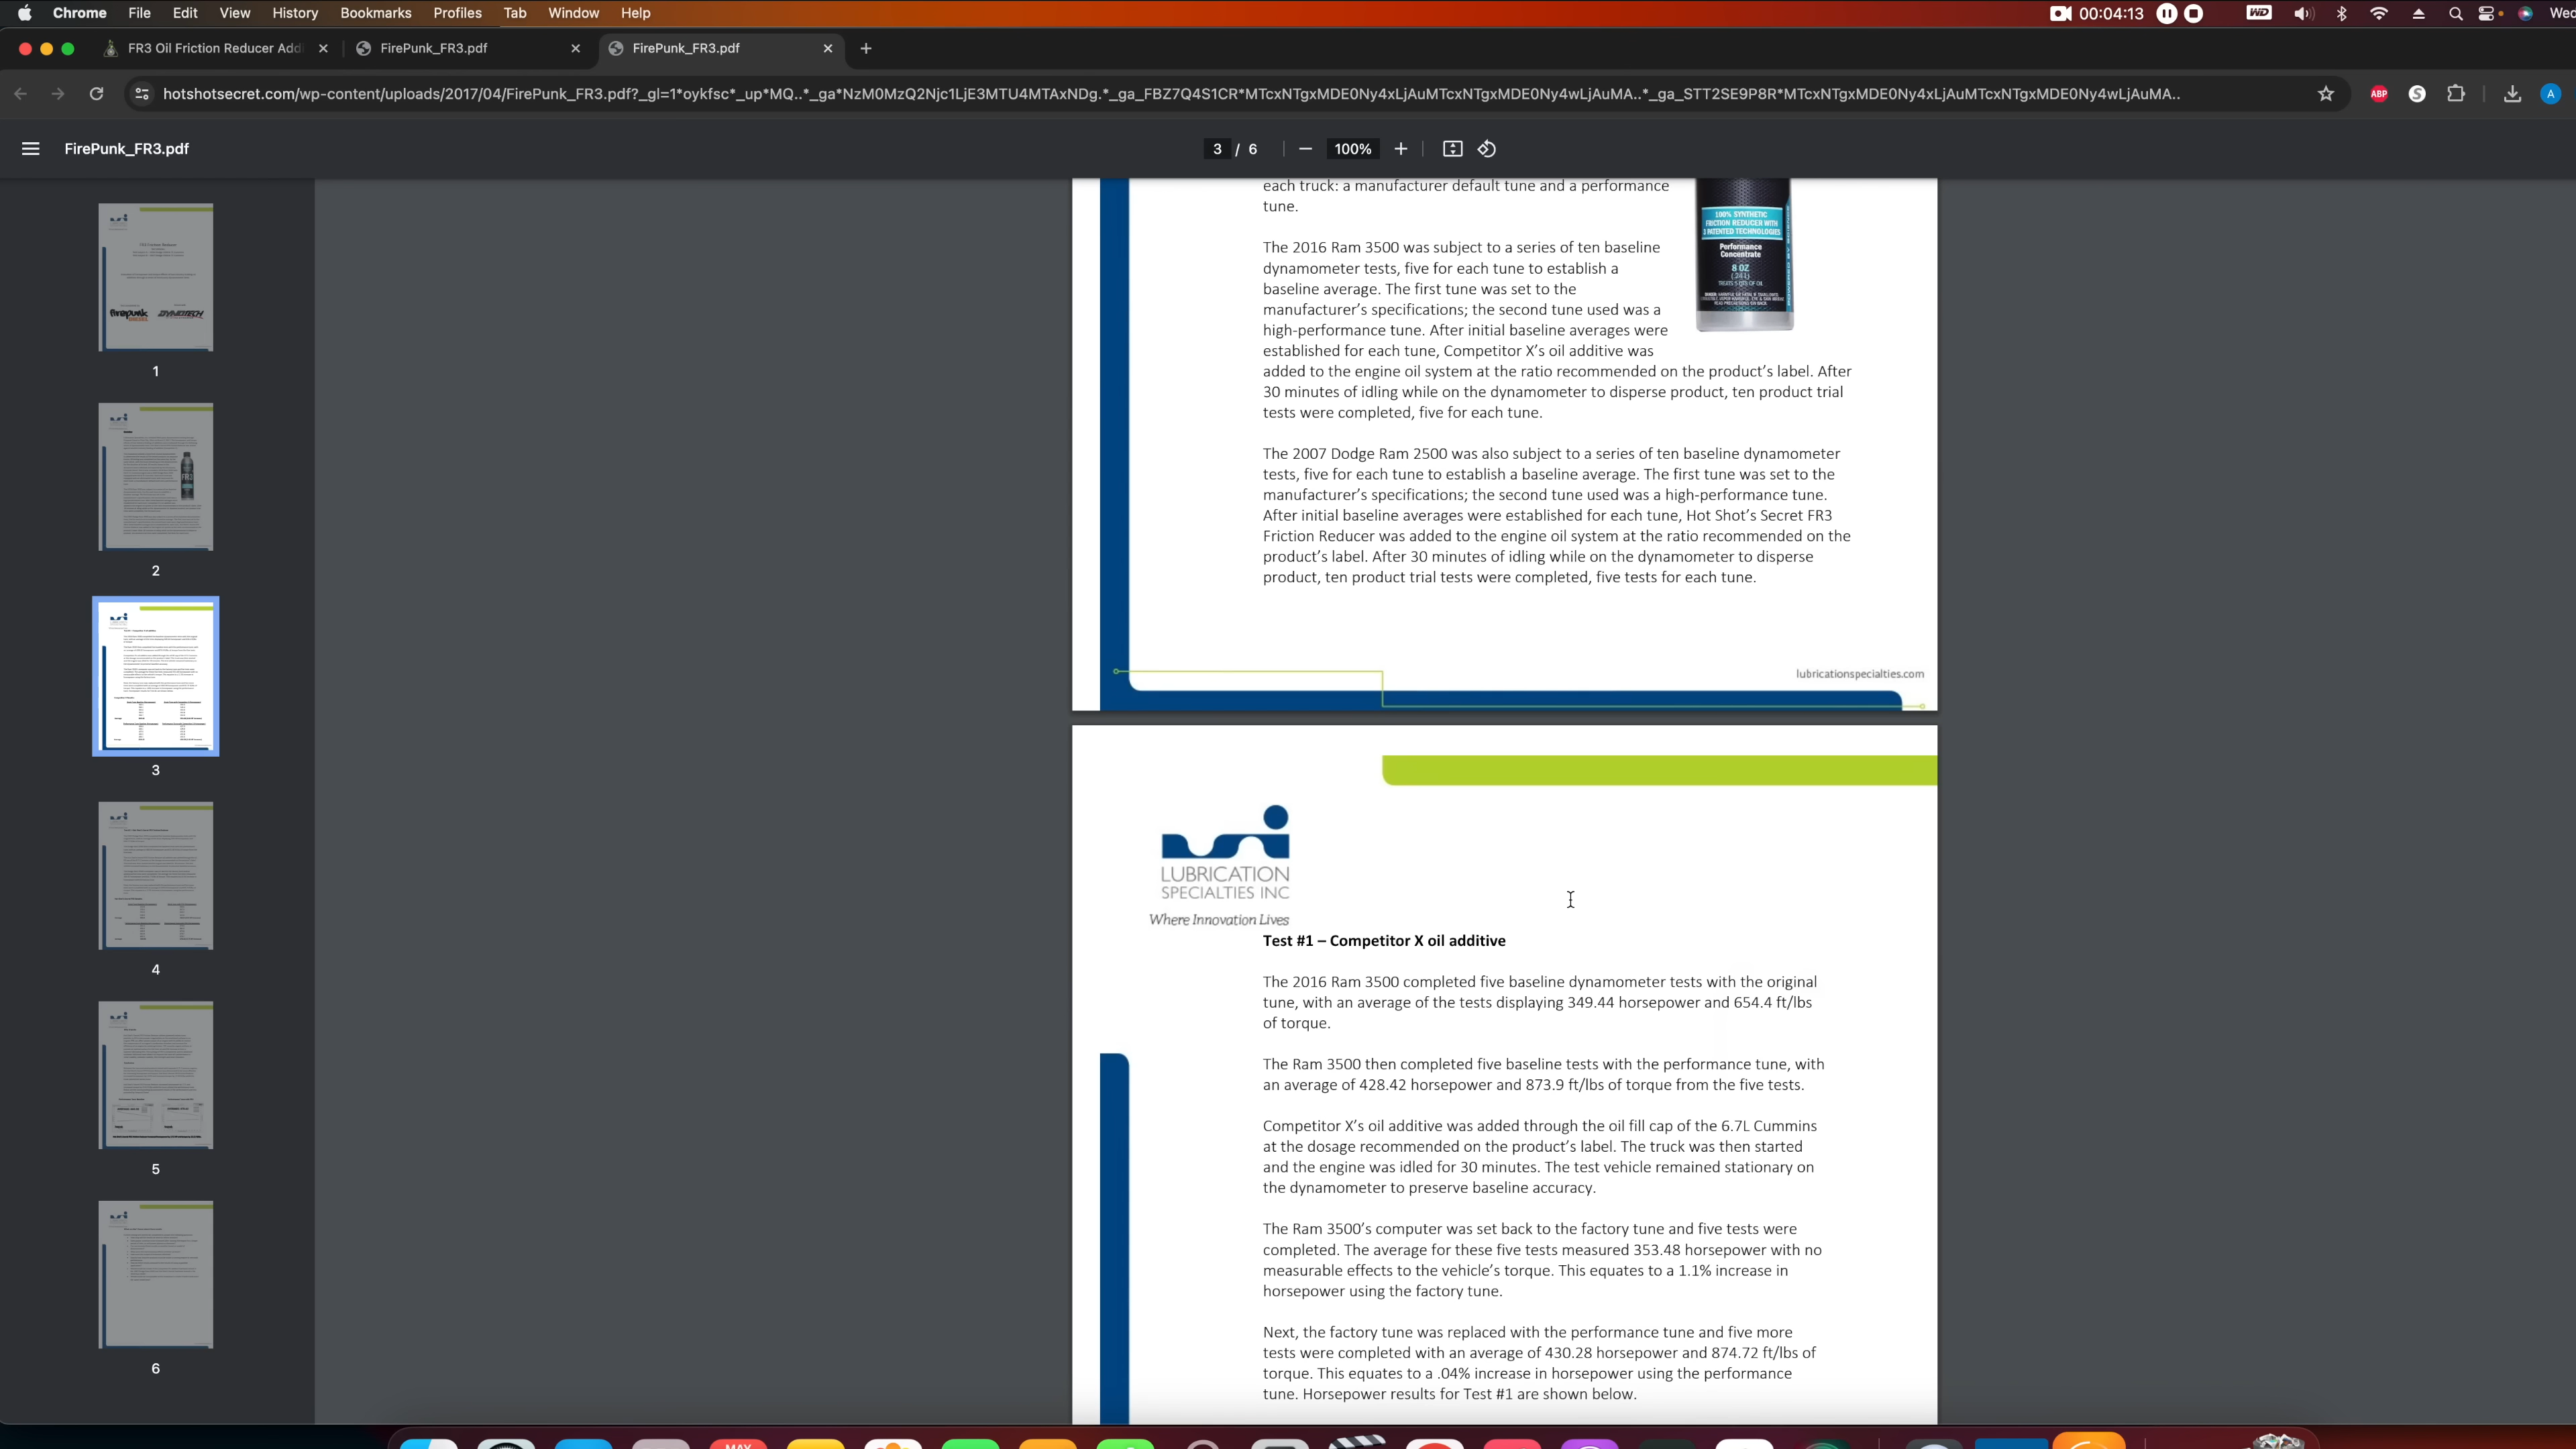 Chrome File Edit View History Bookmarks Profiles Tab Window Help
00:04:13
WD
Wed
FR3 Oil Friction Reducer Addi
FirePunk_FR3.pdf
FirePunk_FR3.pdf
hotshotsecret.com/wp-content/uploads/2017/04/FirePunk_FR3.pdf?_gl=1*oykfsc*_up*MQ..*_ga*NzM0MzQ2Njc1LjE3MTU4MTAxNDg.*_ga_FBZ7Q4S1CR*MTcxNTgxMDE0Ny4xLjAuMTcxNTgxMDE0Ny4wLjAuMA..*_ga_STT2SE9P8R*MTcxNTgxMDE0Ny4xLjAuMTcxNTgxMDE0Ny4wLjAuMA..
ABP
S
A
FirePunk_FR3.pdf
3 / 6
100%
1
2
3
4
5
6
each truck: a manufacturer default tune and a performance
tune.
100% SYNTHETIC
FRICTION REDUCER WITH
3 PATENTED TECHNOLOGIES
Performance
Concentrate
8 OZ
The 2016 Ram 3500 was subject to a series of ten baseline
dynamometer tests, five for each tune to establish a
baseline average. The first tune was set to the
manufacturer's specifications; the second tune used was a
high-performance tune. After initial baseline averages were
established for each tune, Competitor X's oil additive was
added to the engine oil system at the ratio recommended on the product's label. After
30 minutes of idling while on the dynamometer to disperse product, ten product trial
tests were completed, five for each tune.
The 2007 Dodge Ram 2500 was also subject to a series of ten baseline dynamometer
tests, five for each tune to establish a baseline average. The first tune was set to the
manufacturer's specifications; the second tune used was a high-performance tune.
After initial baseline averages were established for each tune, Hot Shot's Secret FR3
Friction Reducer was added to the engine oil system at the ratio recommended on the
product's label. After 30 minutes of idling while on the dynamometer to disperse
product, ten product trial tests were completed, five tests for each tune.
lubricationspecialties.com
LUBRICATION
SPECIALTIES INC
Where Innovation Lives
Test #1 – Competitor X oil additive
The 2016 Ram 3500 completed five baseline dynamometer tests with the original
tune, with an average of the tests displaying 349.44 horsepower and 654.4 ft/lbs
of torque.
The Ram 3500 then completed five baseline tests with the performance tune, with
an average of 428.42 horsepower and 873.9 ft/lbs of torque from the five tests.
Competitor X's oil additive was added through the oil fill cap of the 6.7L Cummins
at the dosage recommended on the product's label. The truck was then started
and the engine was idled for 30 minutes. The test vehicle remained stationary on
the dynamometer to preserve baseline accuracy.
The Ram 3500's computer was set back to the factory tune and five tests were
completed. The average for these five tests measured 353.48 horsepower with no
measurable effects to the vehicle's torque. This equates to a 1.1% increase in
horsepower using the factory tune.
Next, the factory tune was replaced with the performance tune and five more
tests were completed with an average of 430.28 horsepower and 874.72 ft/lbs of
torque. This equates to a .04% increase in horsepower using the performance
tune. Horsepower results for Test #1 are shown below.
MAY